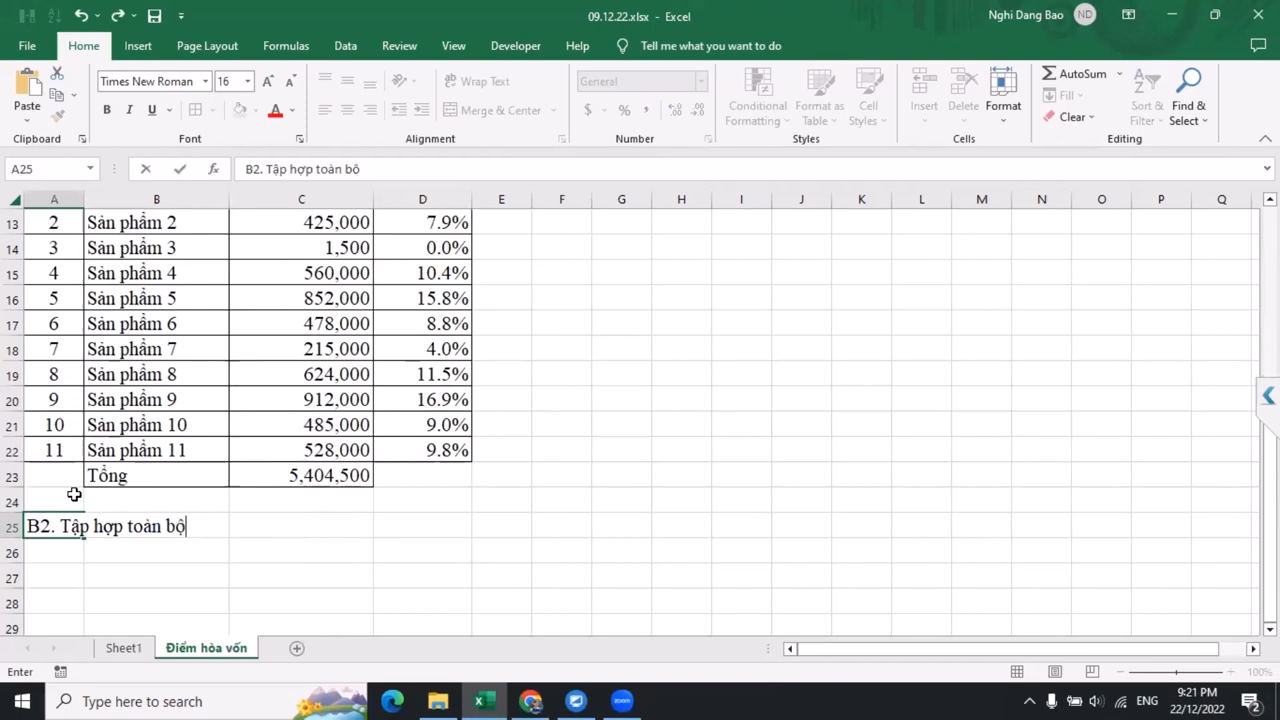 09.12.22.xlsx - Excel
Nghi Dang Bao ND
File Home Insert Page Layout Formulas Data Review View Developer Help Tell me what you want to do
Paste
Clipboard
Times New Roman 16
B I U A
Font
Wrap Text
Merge & Center
Alignment
General
$ % ,
Number
Conditional Formatting
Format as Table
Cell Styles
Styles
Insert
Delete
Format
Cells
AutoSum
Fill
Clear
Sort & Filter
Find & Select
Editing
A25 fx B2. Tập hợp toàn bộ
A B C D E F G H I J K L M N O P Q
13 2 Sản phẩm 2 425,000 7.9%
14 3 Sản phẩm 3 1,500 0.0%
15 4 Sản phẩm 4 560,000 10.4%
16 5 Sản phẩm 5 852,000 15.8%
17 6 Sản phẩm 6 478,000 8.8%
18 7 Sản phẩm 7 215,000 4.0%
19 8 Sản phẩm 8 624,000 11.5%
20 9 Sản phẩm 9 912,000 16.9%
21 10 Sản phẩm 10 485,000 9.0%
22 11 Sản phẩm 11 528,000 9.8%
23 Tổng 5,404,500
24
25 B2. Tập hợp toàn bộ
26
27
28
29
Sheet1 Điểm hòa vốn
Enter 100%
Type here to search
zoom
ENG
9:21 PM
22/12/2022
2